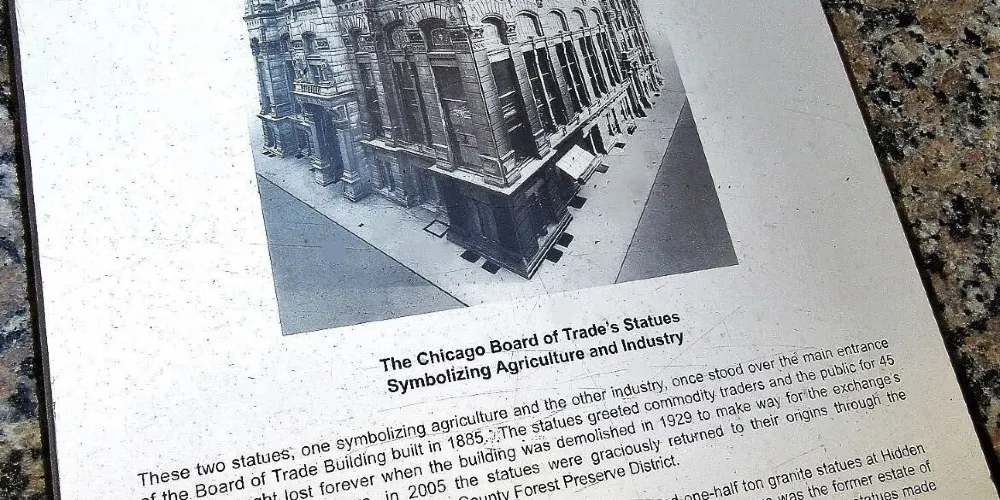 The Chicago Board of Trade's Statues
Symbolizing Agriculture and Industry
These two statues, one symbolizing agriculture and the other industry, once stood over the main entrance
of the Board of Trade Building built in 1885. The statues greeted commodity traders and the public for 45
lost forever when the building was demolished in 1929 to make way for the exchange's
in 2005 the statues were graciously returned to their origins through the
County Forest Preserve District.
one-half ton granite statues at Hidden
was the former estate of
made